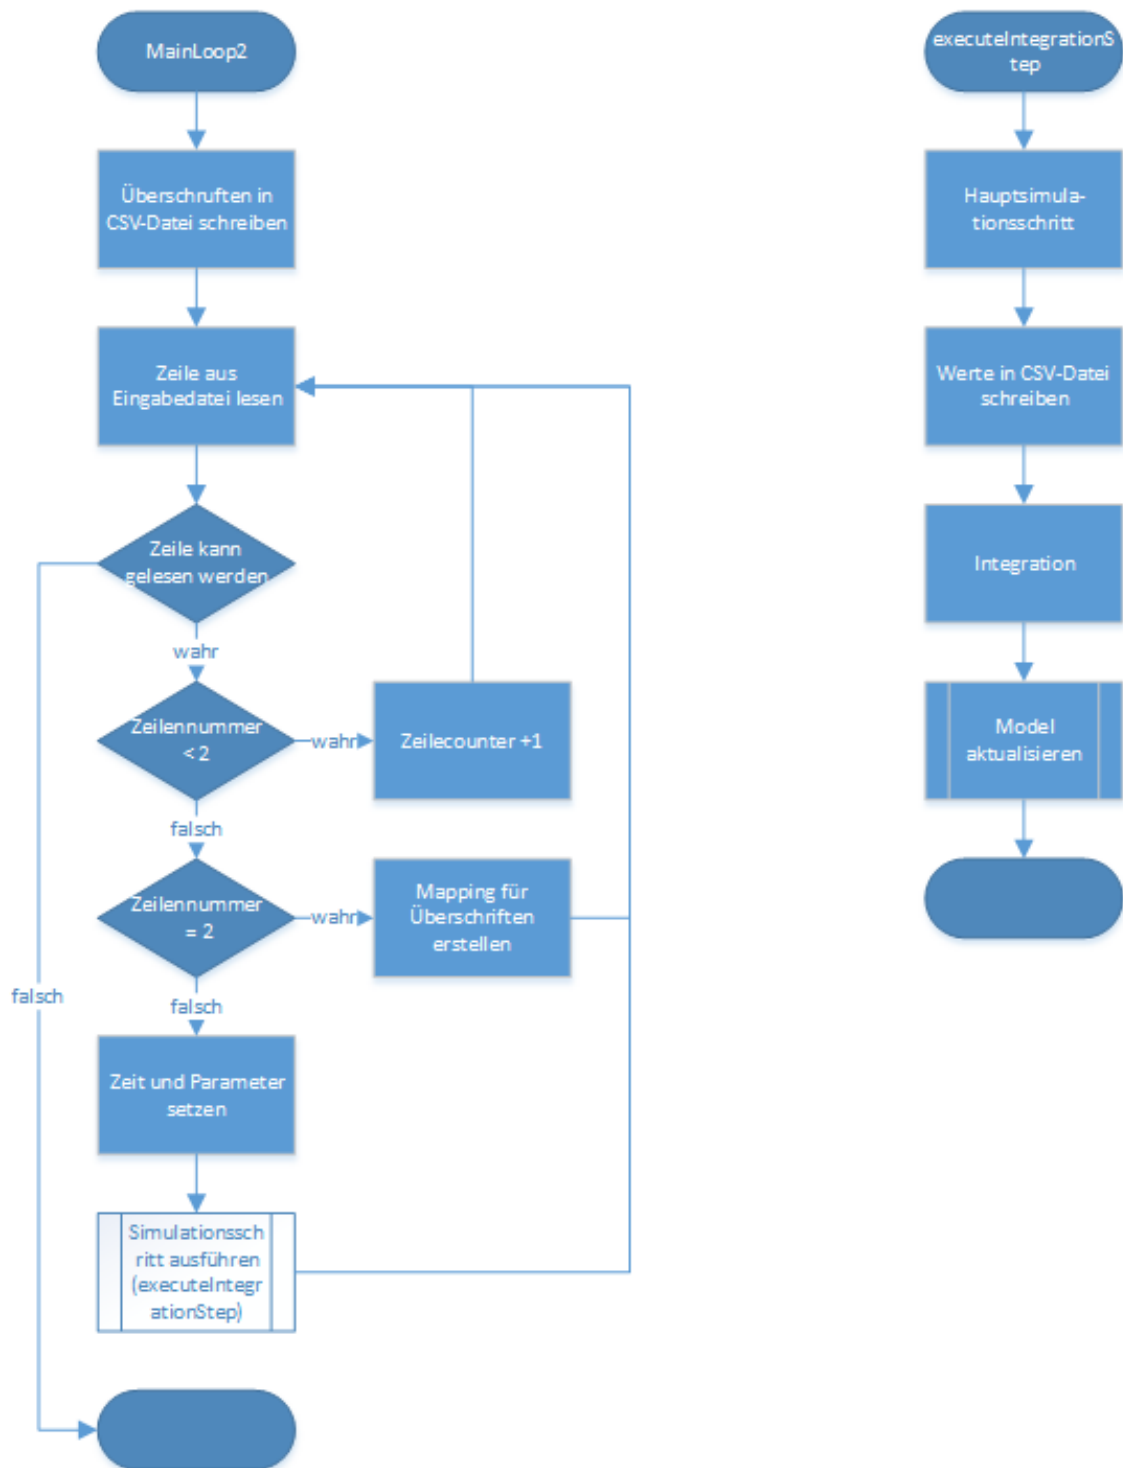 MainLoop2
Überschruften in
CSV-Datei schreiben
Zeile aus
Eingabedatei lesen
Zeile kann
gelesen werden
wahr
Zeilennummer
< 2
wahr
Zeilecounter +1
falsch
Zeilennummer
= 2
wahr
Mapping für
Überschriften
erstellen
falsch
falsch
Zeit und Parameter
setzen
Simulationssch
ritt ausführen
(executeIntegr
ationStep)
executeIntegrationS
tep
Hauptsimula-
tionsschritt
Werte in CSV-Datei
schreiben
Integration
Model
aktualisieren